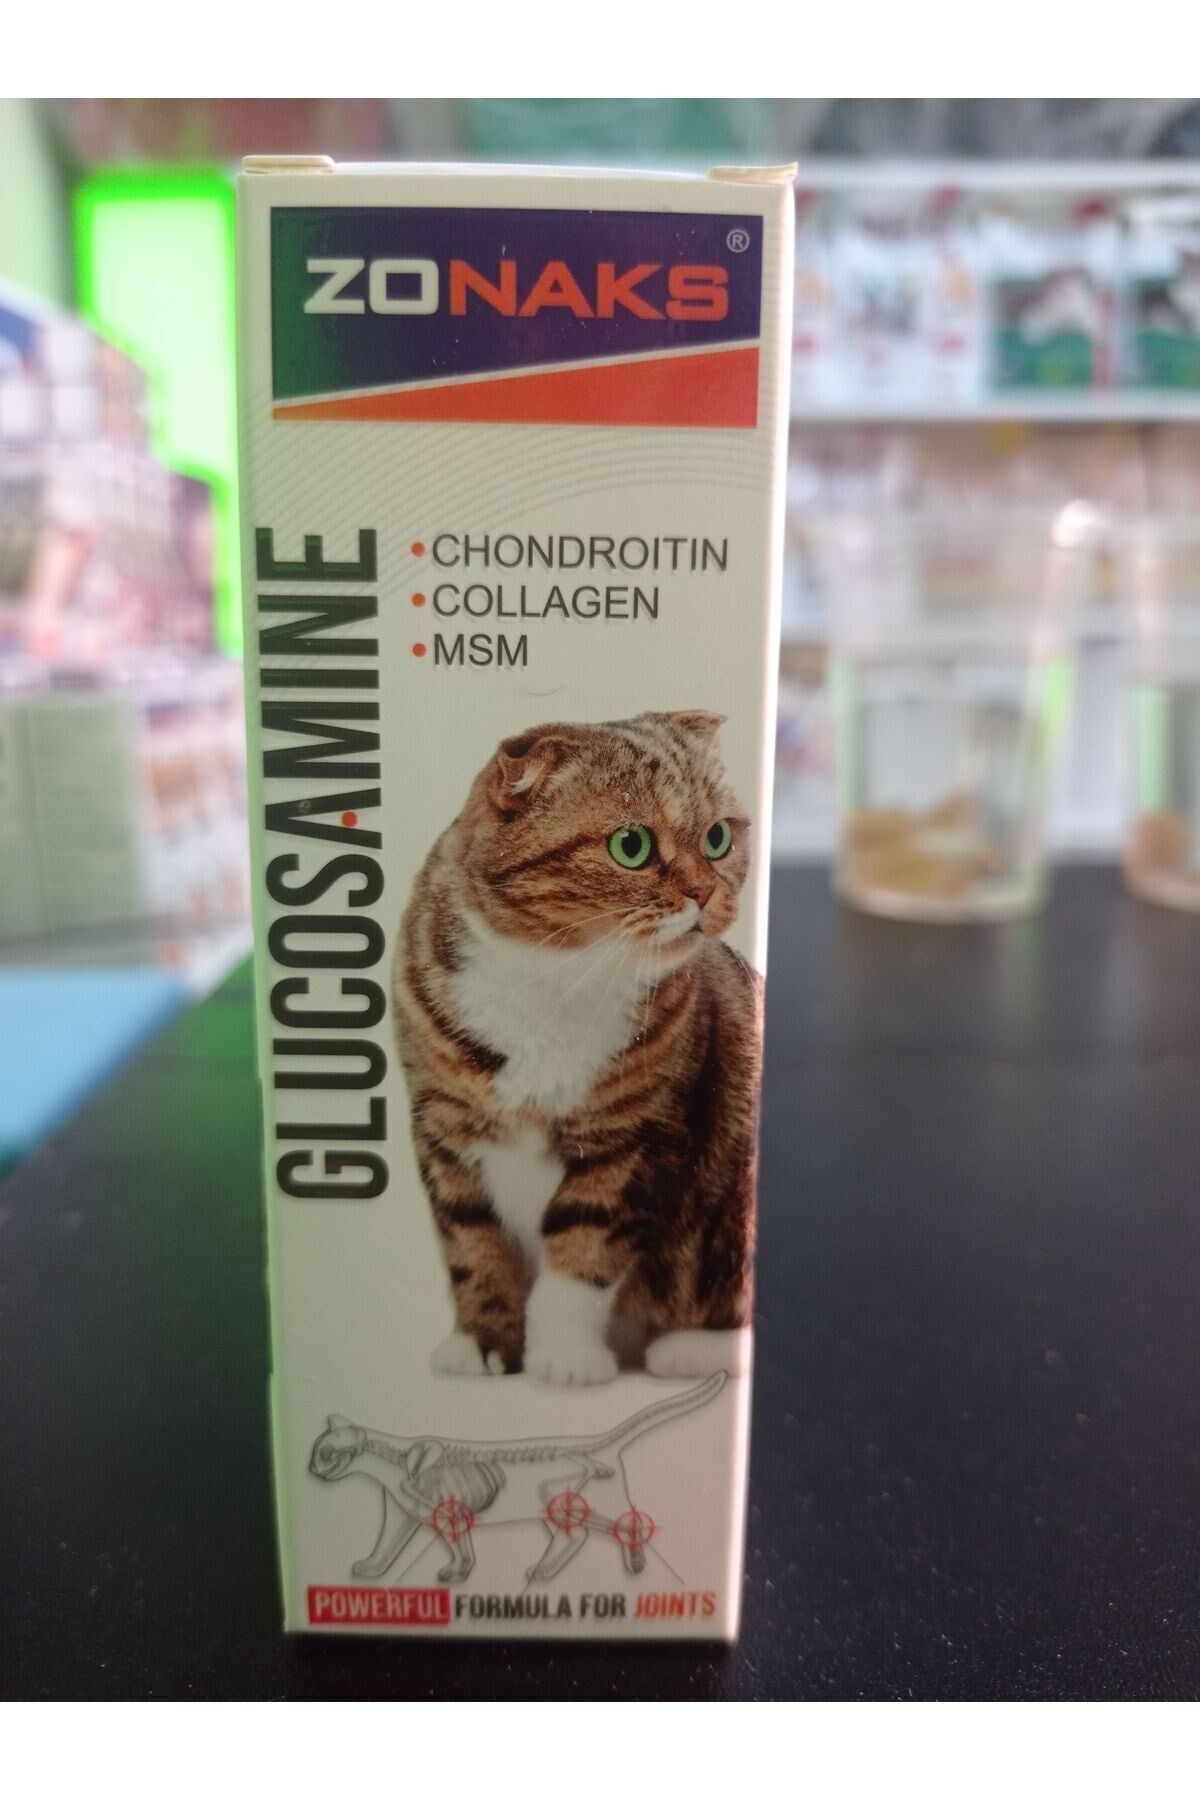 ZONAKS®
GLUCOSAMINE
•CHONDROITIN
•COLLAGEN
•MSM
POWERFUL FORMULA FOR JOINTS